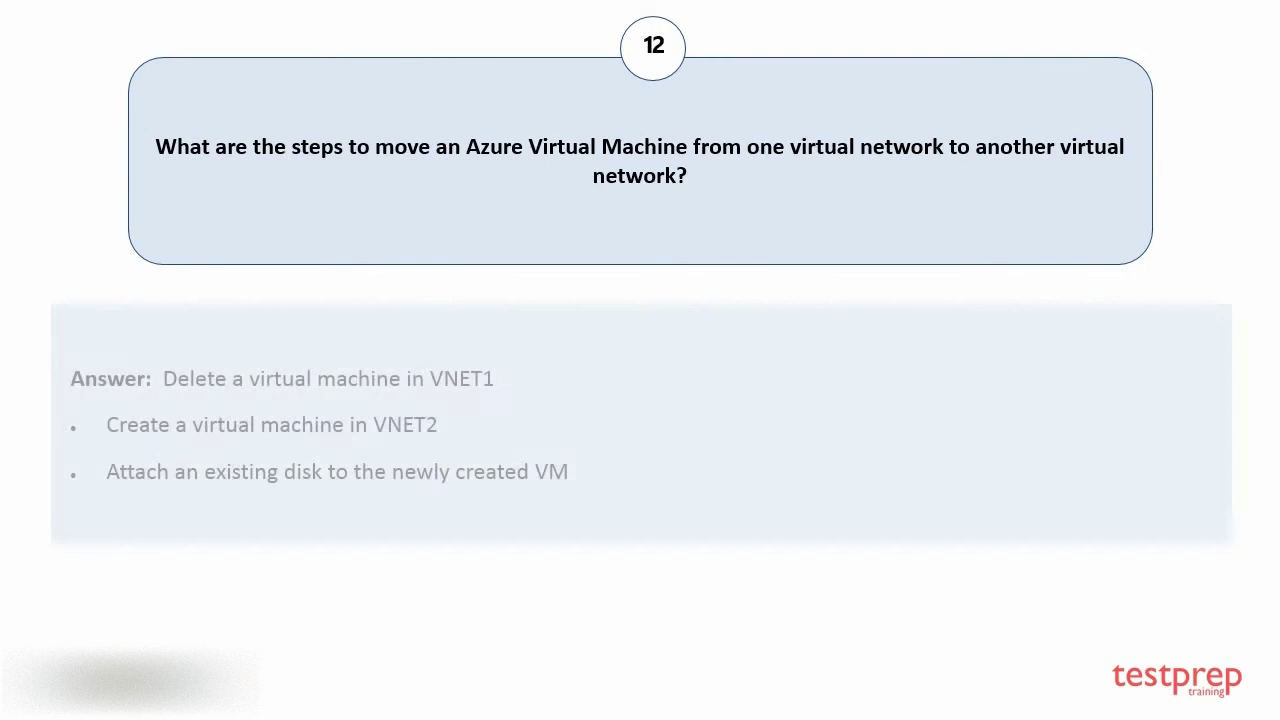 12
What are the steps to move an Azure Virtual Machine from one virtual network to another virtual
network?
Answer: Delete a virtual machine in VNET1
• Create a virtual machine in VNET2
• Attach an existing disk to the newly created VM
testprep
training